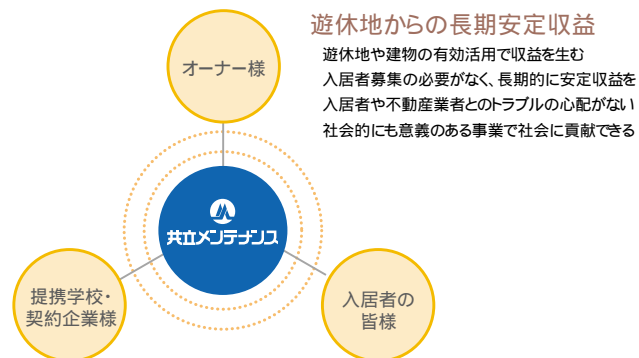 遊休地からの長期安定収益
遊休地や建物の有効活用で収益を生む
入居者募集の必要がなく、長期的に安定収益を
入居者や不動産業者とのトラブルの心配がない
社会的にも意義のある事業で社会に貢献できる
オーナー様
共立メンテナンス
提携学校・
契約企業様
入居者の
皆様